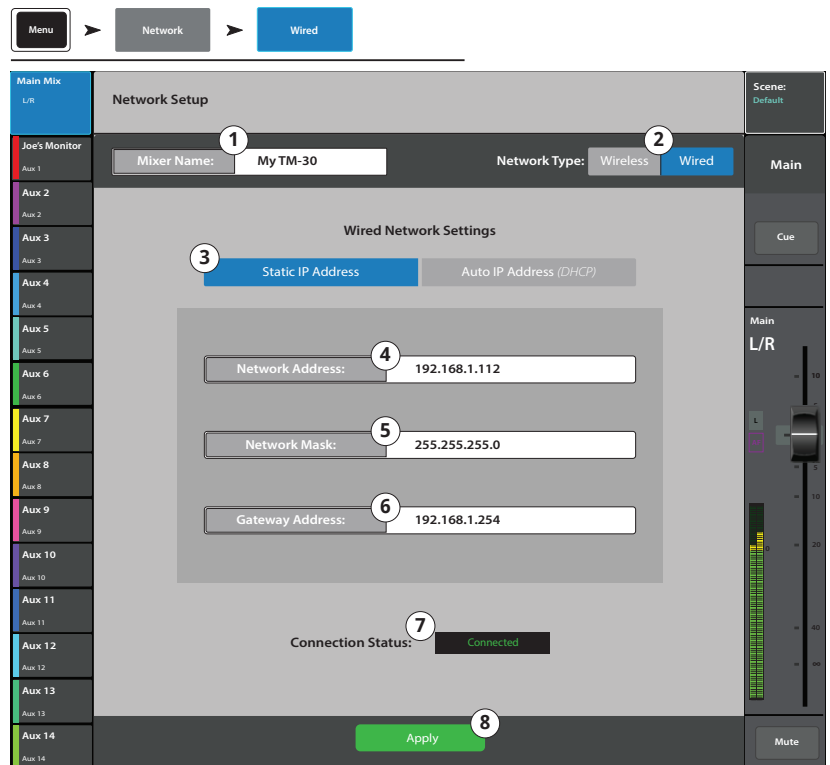 Menu Network Wired
Main Mix
L/R
Network Setup
Scene:
Default
Joe's Monitor
Aux 1
1
Mixer Name: My TM-30
2
Network Type: Wireless Wired
Main
Aux 2
Aux 2
Aux 3
Aux 3
Wired Network Settings
Cue
3
Static IP Address Auto IP Address (DHCP)
Aux 4
Aux 4
Aux 5
Aux 5
Main
L/R
4
Network Address: 192.168.1.112
Aux 6
Aux 6
10
Aux 7
Aux 7
L
5
Network Mask: 255.255.255.0
Aux 8
Aux 8
5
Aux 9
Aux 9
10
6
Gateway Address: 192.168.1.254
Aux 10
Aux 10
0
20
Aux 11
Aux 11
7
Connection Status: Connected
40
Aux 12
Aux 12
∞
Aux 13
Aux 13
Aux 14
Aux 14
8
Apply
Mute